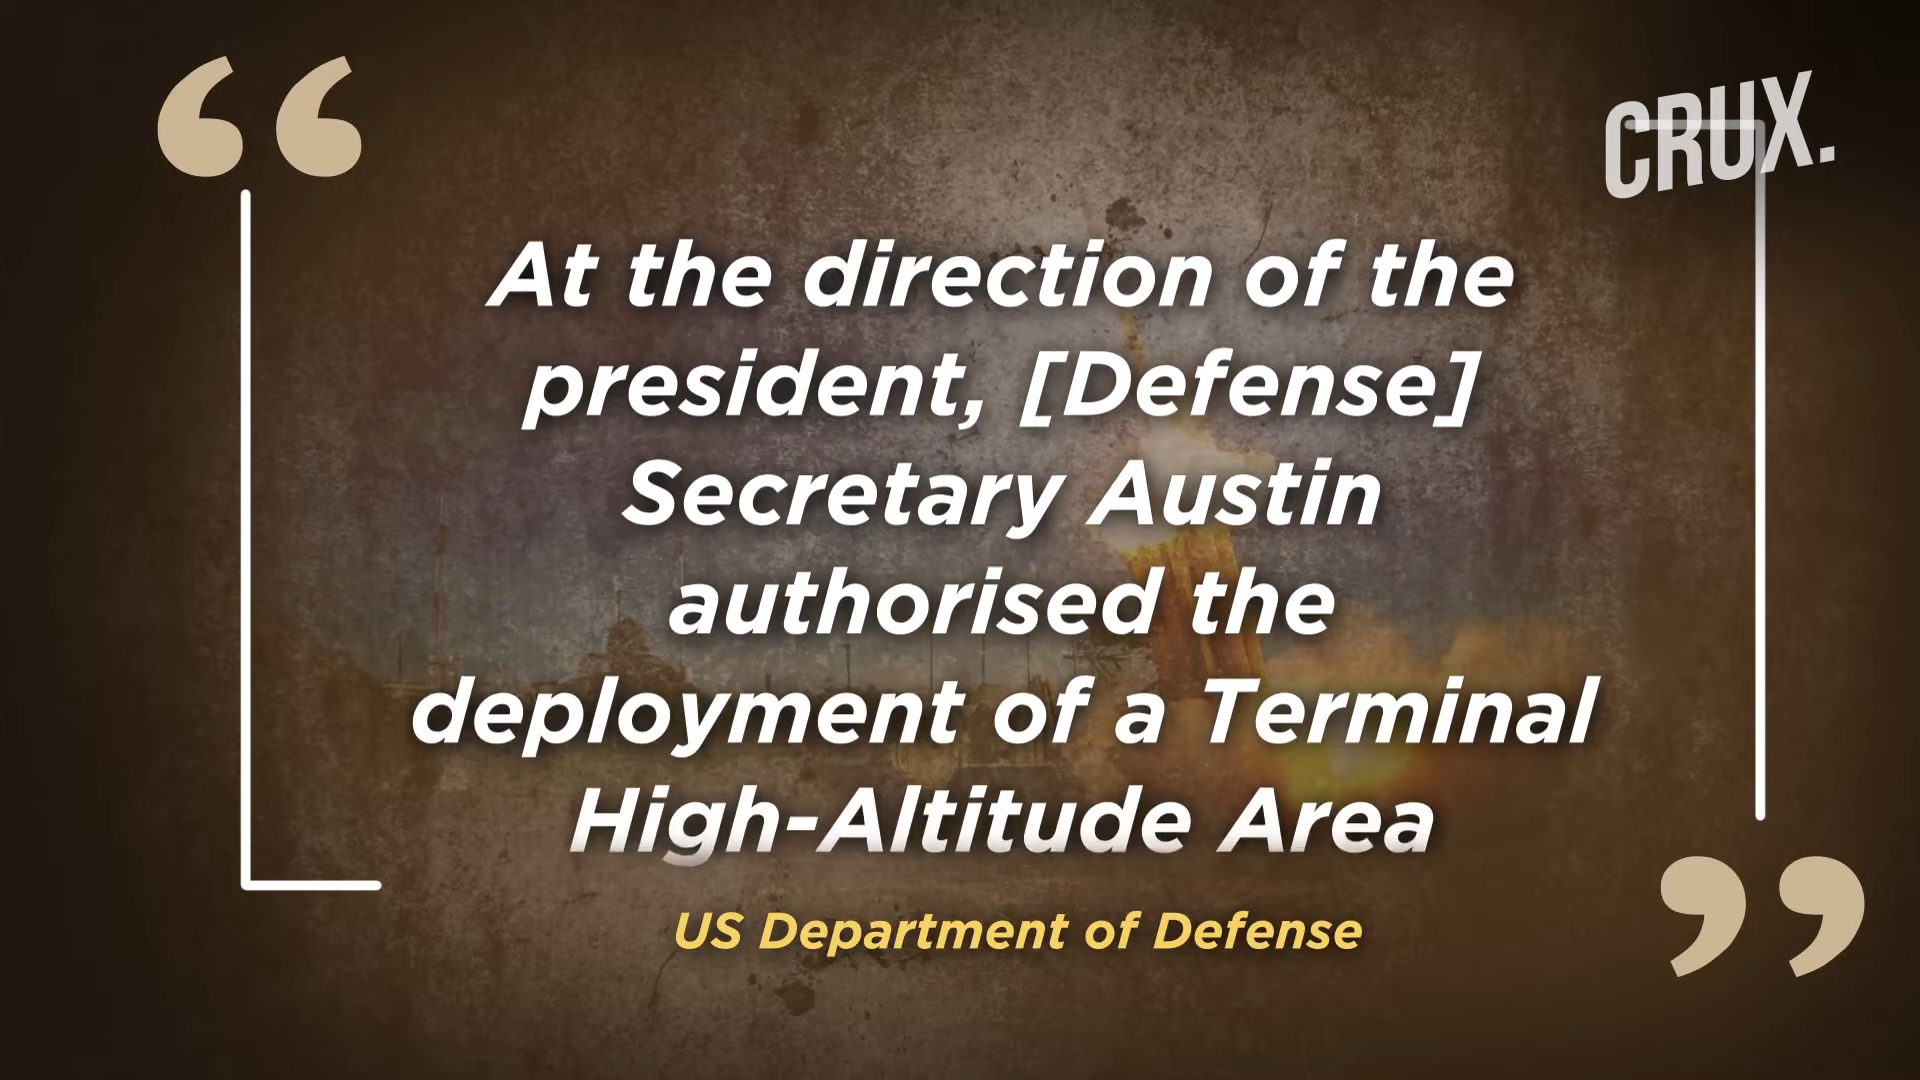 “
CRUX.
At the direction of the
president, [Defense]
Secretary Austin
authorised the
deployment of a Terminal
High-Altitude Area
US Department of Defense
”